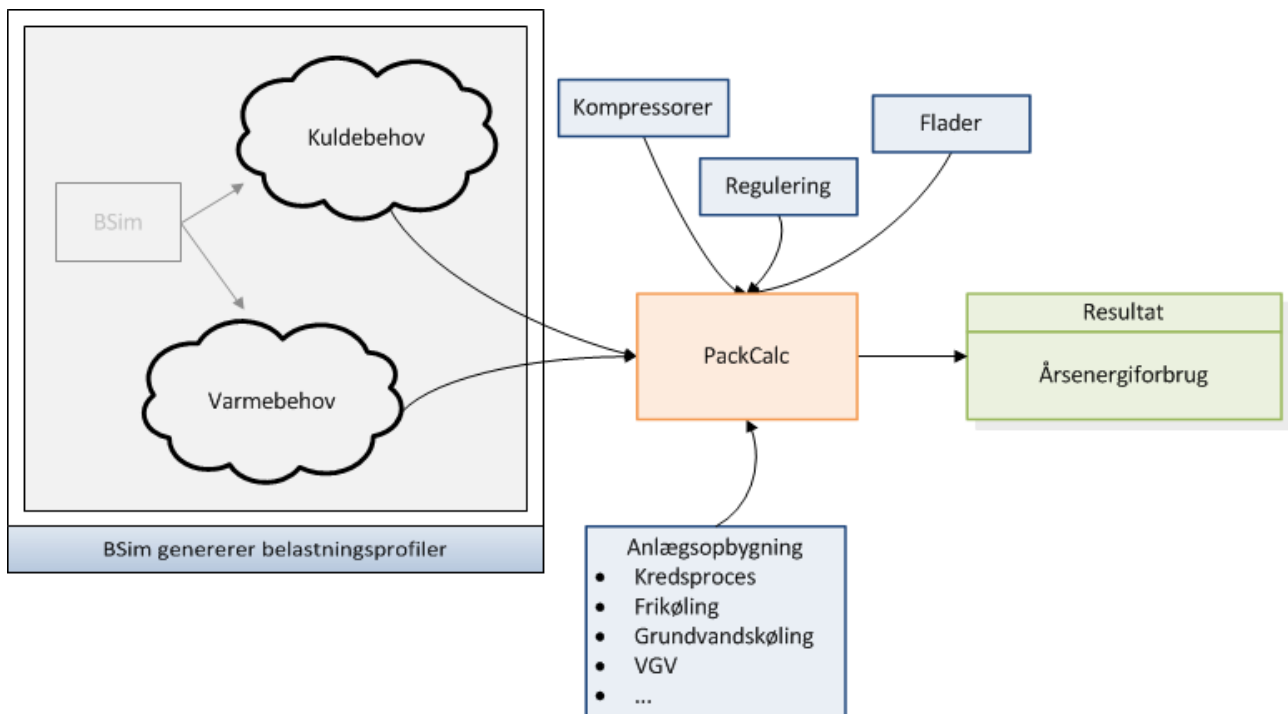 Kuldebehov
BSim
Varmebehov
BSim genererer belastningsprofiler
Kompressorer
Flader
Regulering
PackCalc
Resultat
Årsenergiforbrug
Anlægsopbygning
• Kredsproces
• Frikøling
• Grundvandskøling
• VGV
• ...